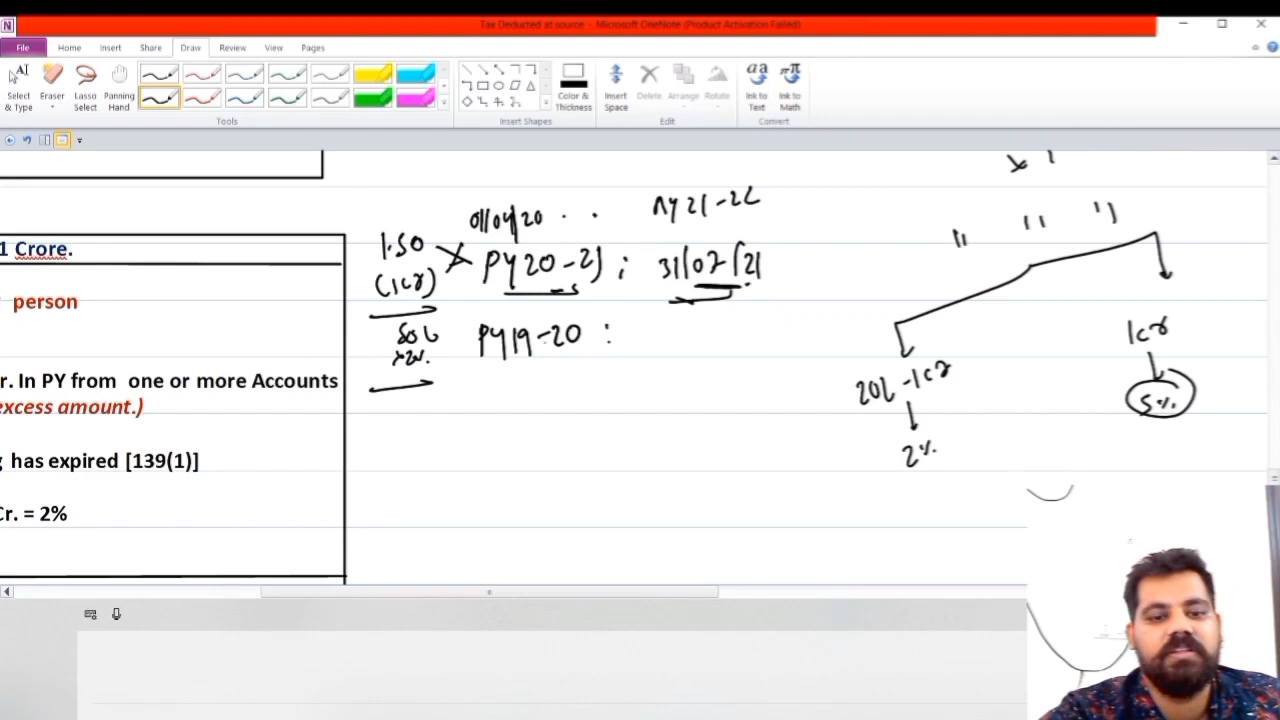 Tax Deducted at source - Microsoft OneNote (Product Activation Failed)
File Home Insert Share Draw Review View Pages
Select & Type
Eraser
Lasso Select
Panning Hand
Color & Thickness
Insert Space
Delete
Arrange
Rotate
Ink to Text
Ink to Math
Tools
Insert Shapes
Edit
Convert
1 Crore.
person
r. In PY from one or more Accounts
excess amount.)
g has expired [139(1)]
Cr. = 2%
01/04/20 . . AY 21-22
1.50
(1cr)
PY20-21 ; 31/07/21
50L
x2%.
PY19-20 :
20L-1cr
2%
1cr
5%